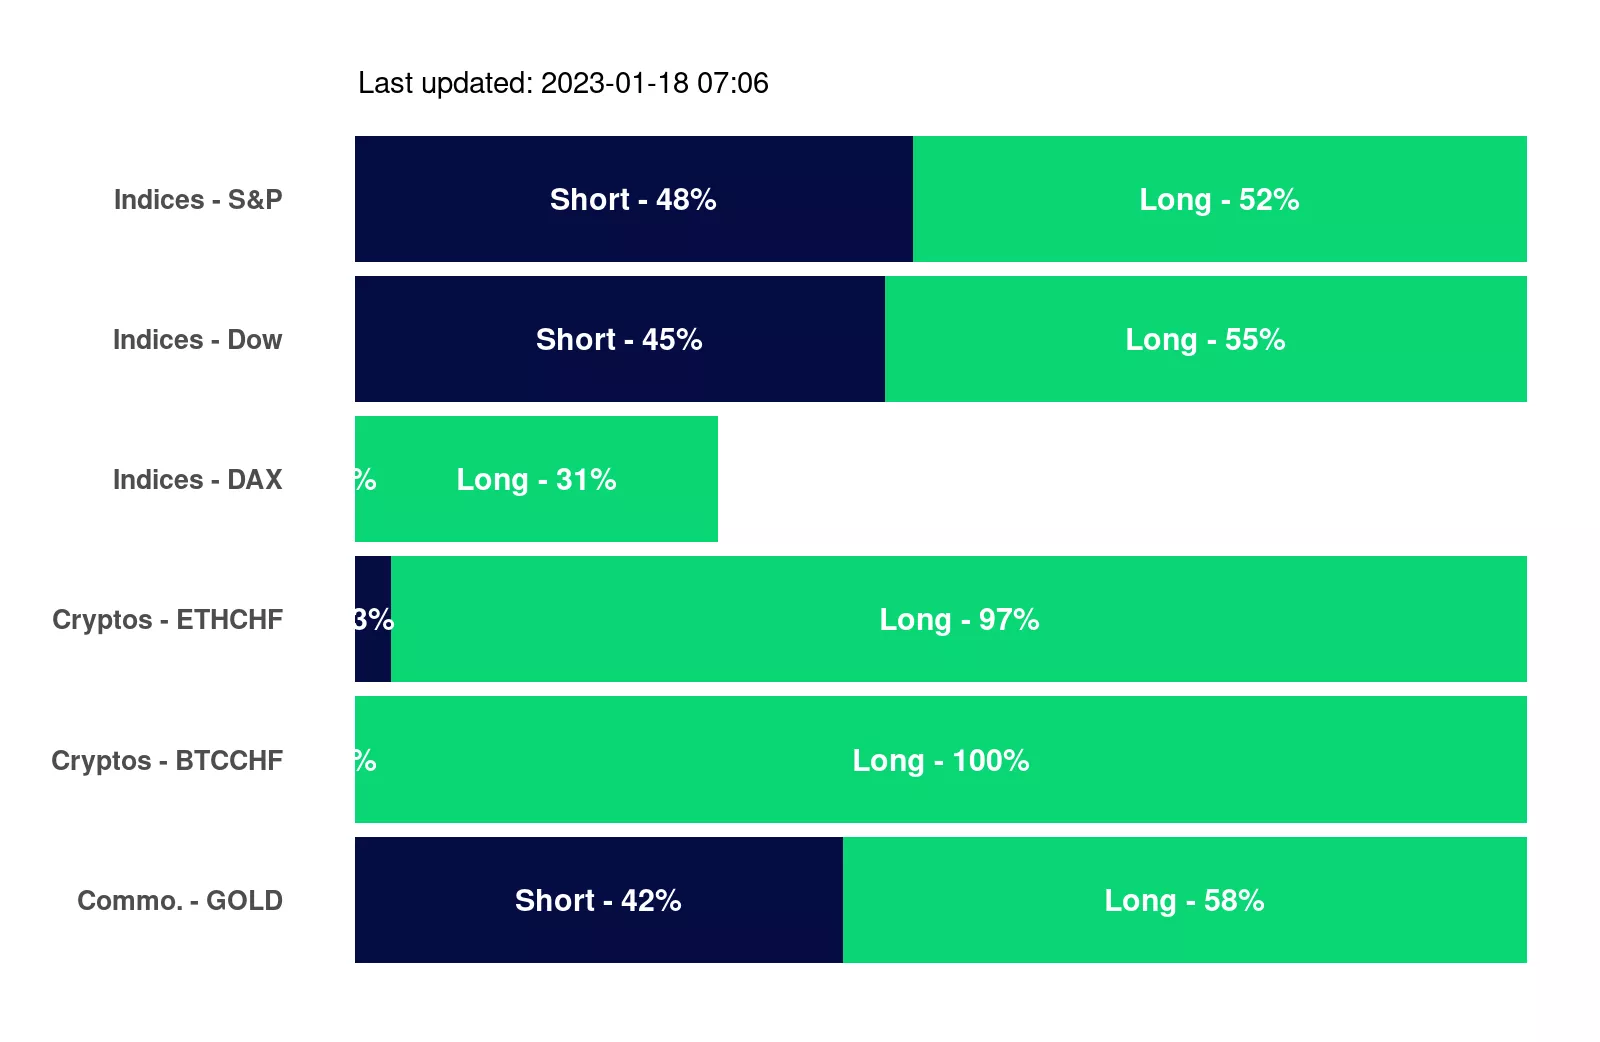 Last updated: 2023-01-18 07:06
Indices - S&P Short - 48% Long - 52%
Indices - Dow Short - 45% Long - 55%
Indices - DAX % Long - 31%
Cryptos - ETHCHF 3% Long - 97%
Cryptos - BTCCHF % Long - 100%
Commo. - GOLD Short - 42% Long - 58%